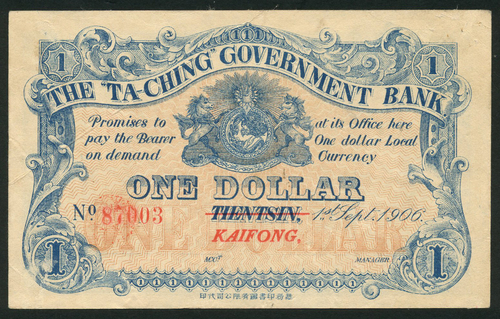 1 1
THE "TA-CHING" GOVERNMENT BANK
Promises to
pay the Bearer
on demand
at its Office here
One dollar Local
Currency
ONE DOLLAR
No 87003
TIENTSIN, 1st Sept. 1906.
KAIFONG.
ACCT. MANAGER
1 1